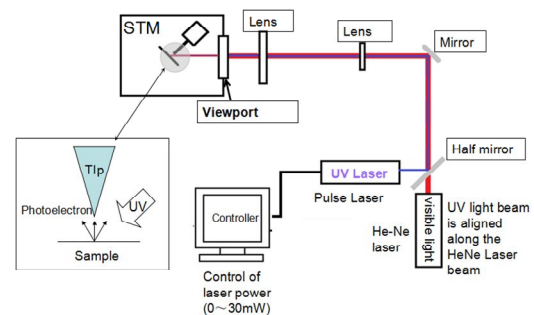 STM
Lens
Lens
Mirror
Viewport
Half mirror
TIp
UV
Photoelectron
Sample
UV Laser
Pulse Laser
Controller
Control of
laser power
(0～30mW)
He-Ne
laser
visible light
UV light beam
is aligned
along the
HeNe Laser
beam